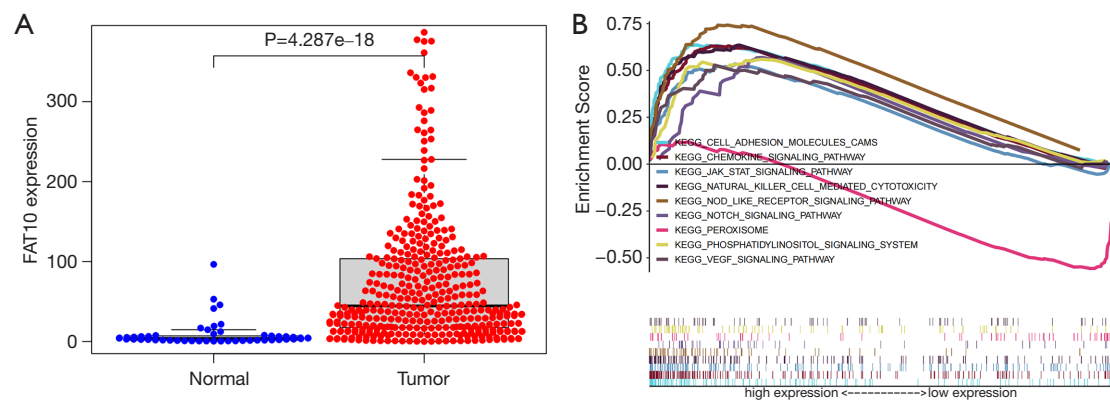 A
P=4.287e–18
FAT10 expression
300
200
100
0
Normal
Tumor
B
Enrichment Score
0.75
0.50
0.25
0.00
−0.25
−0.50
KEGG_CELL_ADHESION_MOLECULES_CAMS
KEGG_CHEMOKINE_SIGNALING_PATHWAY
KEGG_JAK_STAT_SIGNALING_PATHWAY
KEGG_NATURAL_KILLER_CELL_MEDIATED_CYTOTOXICITY
KEGG_NOD_LIKE_RECEPTOR_SIGNALING_PATHWAY
KEGG_NOTCH_SIGNALING_PATHWAY
KEGG_PEROXISOME
KEGG_PHOSPHATIDYLINOSITOL_SIGNALING_SYSTEM
KEGG_VEGF_SIGNALING_PATHWAY
high expression <------------> low expression